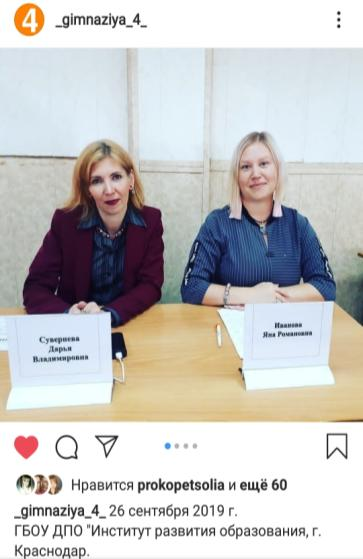 4
_gimnaziya_4_
Сувернева
Дарья
Владимировна
Иванова
Яна Романовна
Нравится prokopetsolia и ещё 60
_gimnaziya_4_ 26 сентября 2019 г.
ГБОУ ДПО "Институт развития образования, г.
Краснодар.